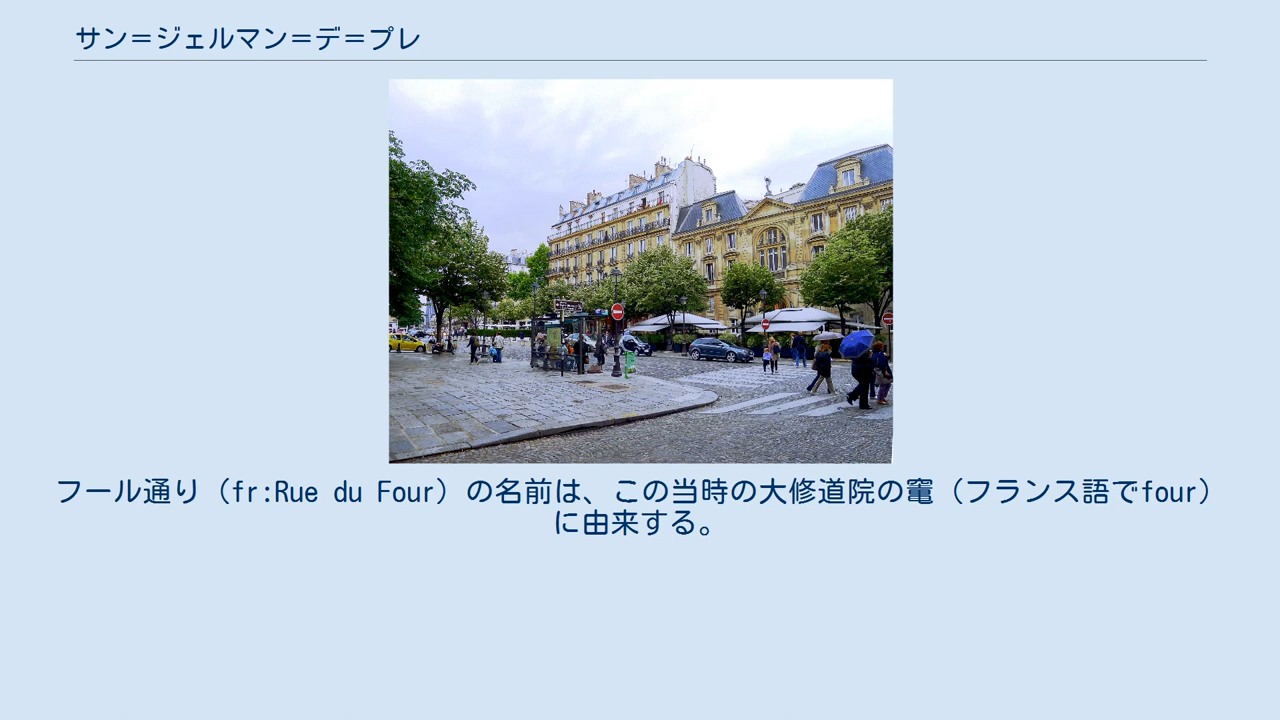 サン＝ジェルマン＝デ＝プレ
フール通り（fr:Rue du Four）の名前は、この当時の大修道院の竃（フランス語でfour）
に由来する。